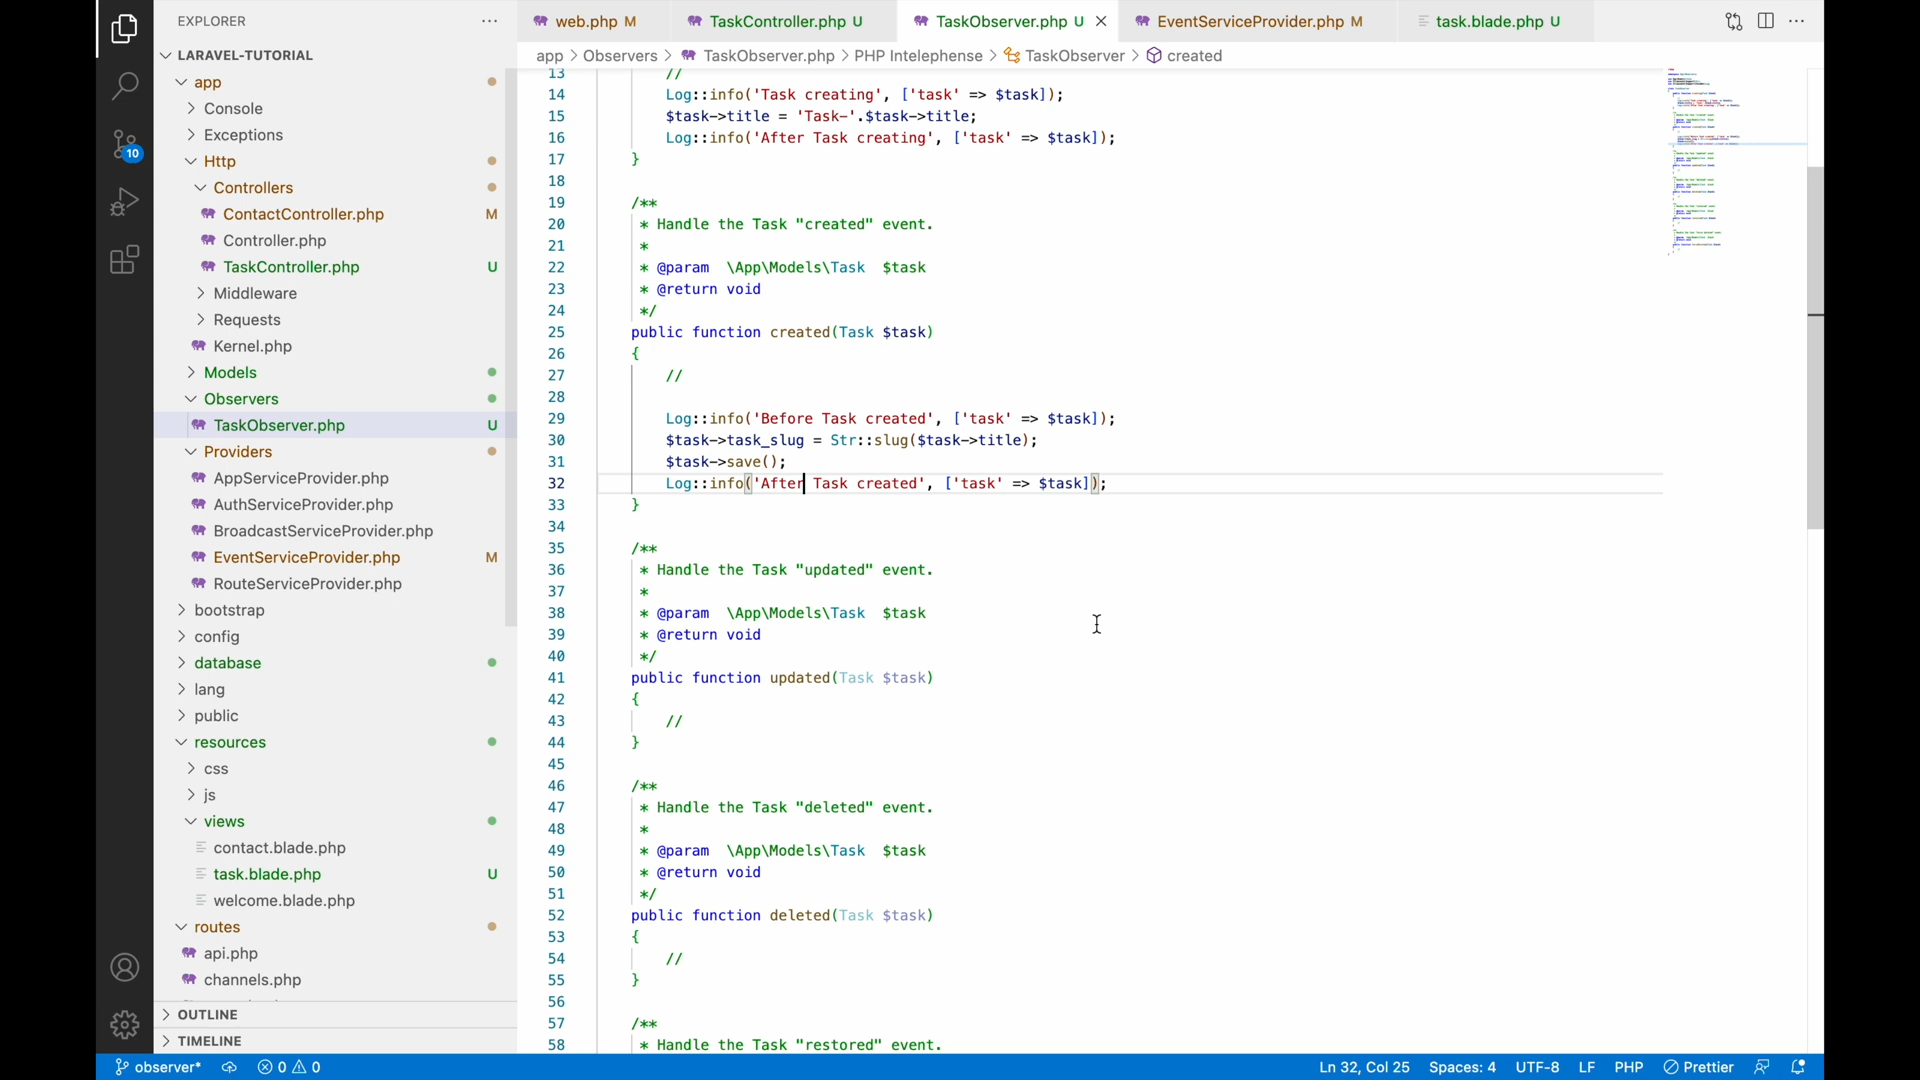 EXPLORER
LARAVEL-TUTORIAL
app
Console
Exceptions
Http
Controllers
ContactController.php M
Controller.php
TaskController.php U
Middleware
Requests
Kernel.php
Models
Observers
TaskObserver.php U
Providers
AppServiceProvider.php
AuthServiceProvider.php
BroadcastServiceProvider.php
EventServiceProvider.php M
RouteServiceProvider.php
bootstrap
config
database
lang
public
resources
css
js
views
contact.blade.php
task.blade.php U
welcome.blade.php
routes
api.php
channels.php
OUTLINE
TIMELINE
10
web.php M
TaskController.php U
TaskObserver.php U
EventServiceProvider.php M
task.blade.php U
app > Observers > TaskObserver.php > PHP Intelephense > TaskObserver > created
13 //
14 Log::info('Task creating', ['task' => $task]);
15 $task->title = 'Task-'.$task->title;
16 Log::info('After Task creating', ['task' => $task]);
17 }
18
19 /**
20 * Handle the Task "created" event.
21 *
22 * @param \App\Models\Task $task
23 * @return void
24 */
25 public function created(Task $task)
26 {
27 //
28
29 Log::info('Before Task created', ['task' => $task]);
30 $task->task_slug = Str::slug($task->title);
31 $task->save();
32 Log::info('After Task created', ['task' => $task]);
33 }
34
35 /**
36 * Handle the Task "updated" event.
37 *
38 * @param \App\Models\Task $task
39 * @return void
40 */
41 public function updated(Task $task)
42 {
43 //
44 }
45
46 /**
47 * Handle the Task "deleted" event.
48 *
49 * @param \App\Models\Task $task
50 * @return void
51 */
52 public function deleted(Task $task)
53 {
54 //
55 }
56
57 /**
58 * Handle the Task "restored" event.
observer* 0 0 Ln 32, Col 25 Spaces: 4 UTF-8 LF PHP Prettier